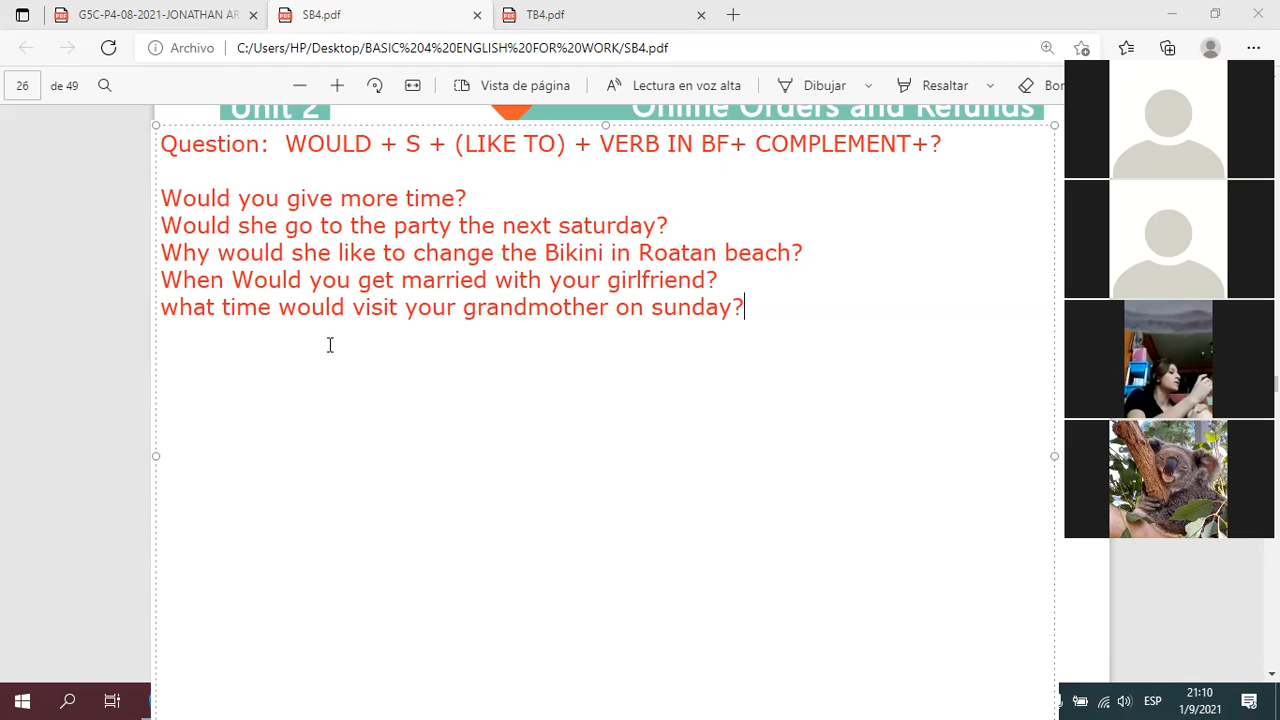 G5C-P4-08-2021-JONATHAN AR
SB4.pdf
TB4.pdf
Archivo
C:/Users/HP/Desktop/BASIC%204%20ENGLISH%20FOR%20WORK/SB4.pdf
26 de 49
Vista de página
Lectura en voz alta
Dibujar
Resaltar
Bor
Unit 2
Online Orders and Refunds
Question: WOULD + S + (LIKE TO) + VERB IN BF+ COMPLEMENT+?
Would you give more time?
Would she go to the party the next saturday?
Why would she like to change the Bikini in Roatan beach?
When Would you get married with your girlfriend?
what time would visit your grandmother on sunday?
ESP
21:10
1/9/2021